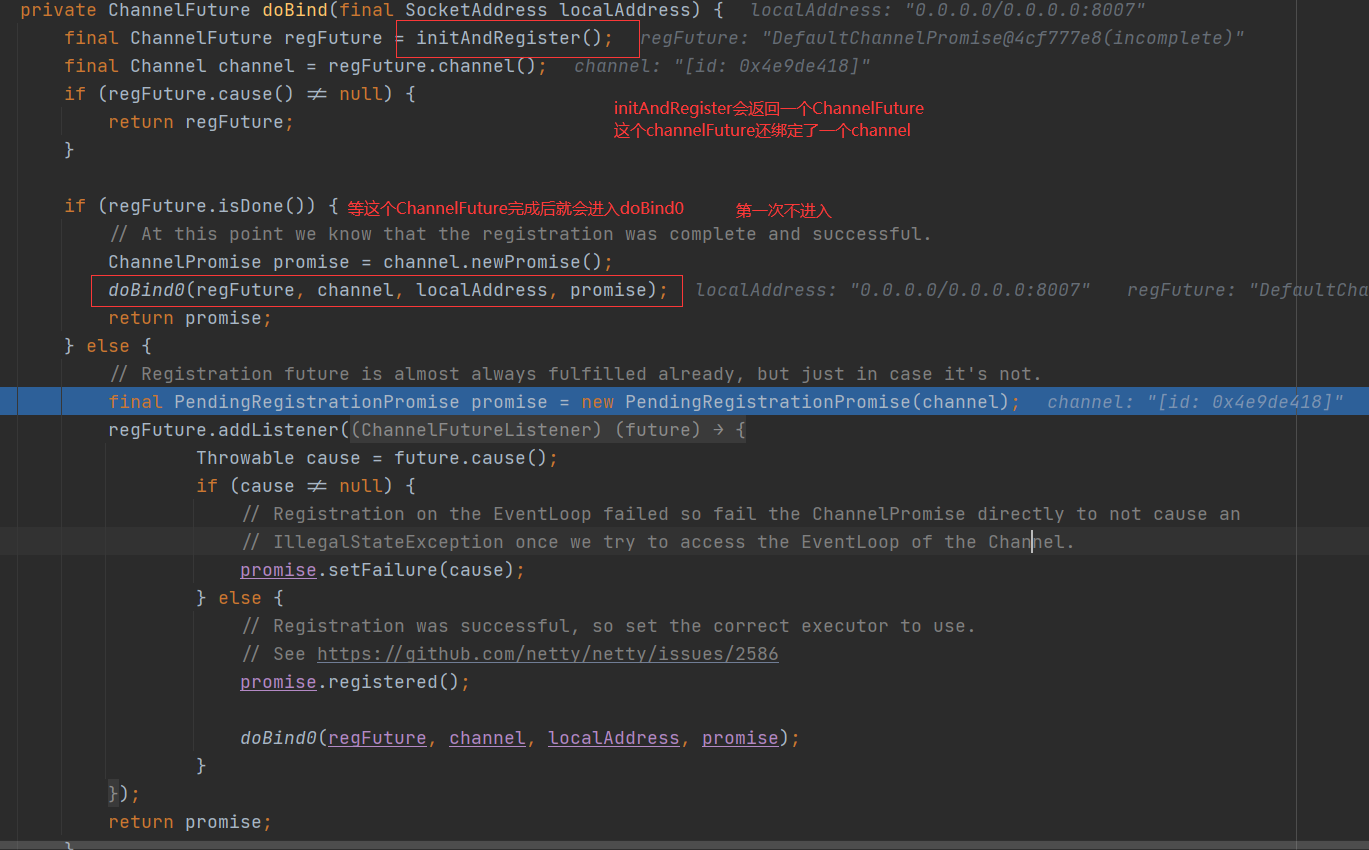 private ChannelFuture doBind(final SocketAddress localAddress) {   localAddress: "0.0.0.0/0.0.0.0:8007"
final ChannelFuture regFuture = initAndRegister();   regFuture: "DefaultChannelPromise@4cf777e8(incomplete)"
final Channel channel = regFuture.channel();   channel: "[id: 0x4e9de418]"
if (regFuture.cause() ≠ null) {
return regFuture;
initAndRegister会返回一个ChannelFuture
这个channelFuture还绑定了一个channel
}
if (regFuture.isDone()) { 等这个ChannelFuture完成后就会进入doBind0   第一次不进入
// At this point we know that the registration was complete and successful.
ChannelPromise promise = channel.newPromise();
doBind0(regFuture, channel, localAddress, promise);   localAddress: "0.0.0.0/0.0.0.0:8007"   regFuture: "DefaultCha
return promise;
} else {
// Registration future is almost always fulfilled already, but just in case it's not.
final PendingRegistrationPromise promise = new PendingRegistrationPromise(channel);   channel: "[id: 0x4e9de418]"
regFuture.addListener((ChannelFutureListener) (future) → {
Throwable cause = future.cause();
if (cause ≠ null) {
// Registration on the EventLoop failed so fail the ChannelPromise directly to not cause an
// IllegalStateException once we try to access the EventLoop of the Channel.
promise.setFailure(cause);
} else {
// Registration was successful, so set the correct executor to use.
// See https://github.com/netty/netty/issues/2586
promise.registered();
doBind0(regFuture, channel, localAddress, promise);
}
});
return promise;
}